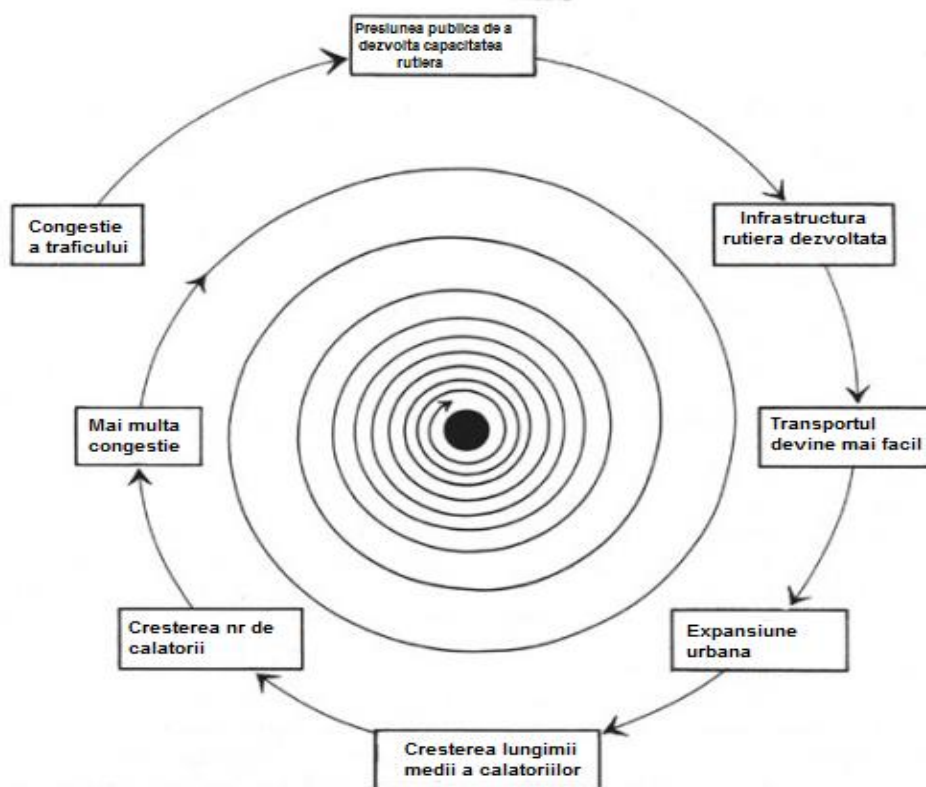 Presiunea publica de a
dezvolta capacitatea
rutiera
Congestie
a traficului
Infrastructura
rutiera dezvoltata
Mai multa
congestie
Transportul
devine mai facil
Cresterea nr de
calatorii
Expansiune
urbana
Cresterea lungimii
medii a calatoriilor